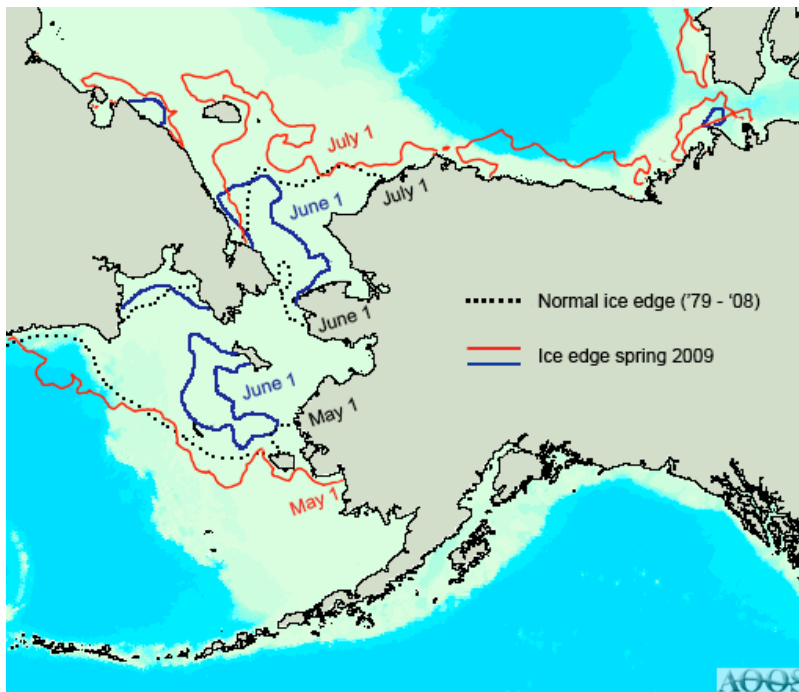 July 1
July 1
June 1
Normal ice edge ('79 - '08)
June 1
Ice edge spring 2009
June 1
May 1
May 1
AOOS